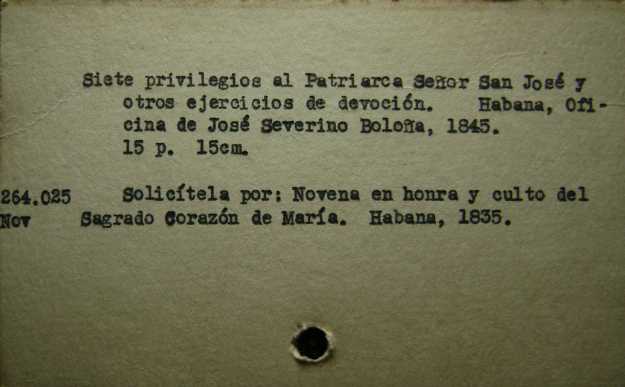 Siete privilegios al Patriarca Señor San José y
otros ejercicios de devoción. Habana, Ofi-
cina de José Severino Boloña, 1845.
15 p. 15cm.
264.025 Solicítela por: Novena en honra y culto del
Nov Sagrado Corazón de María. Habana, 1835.